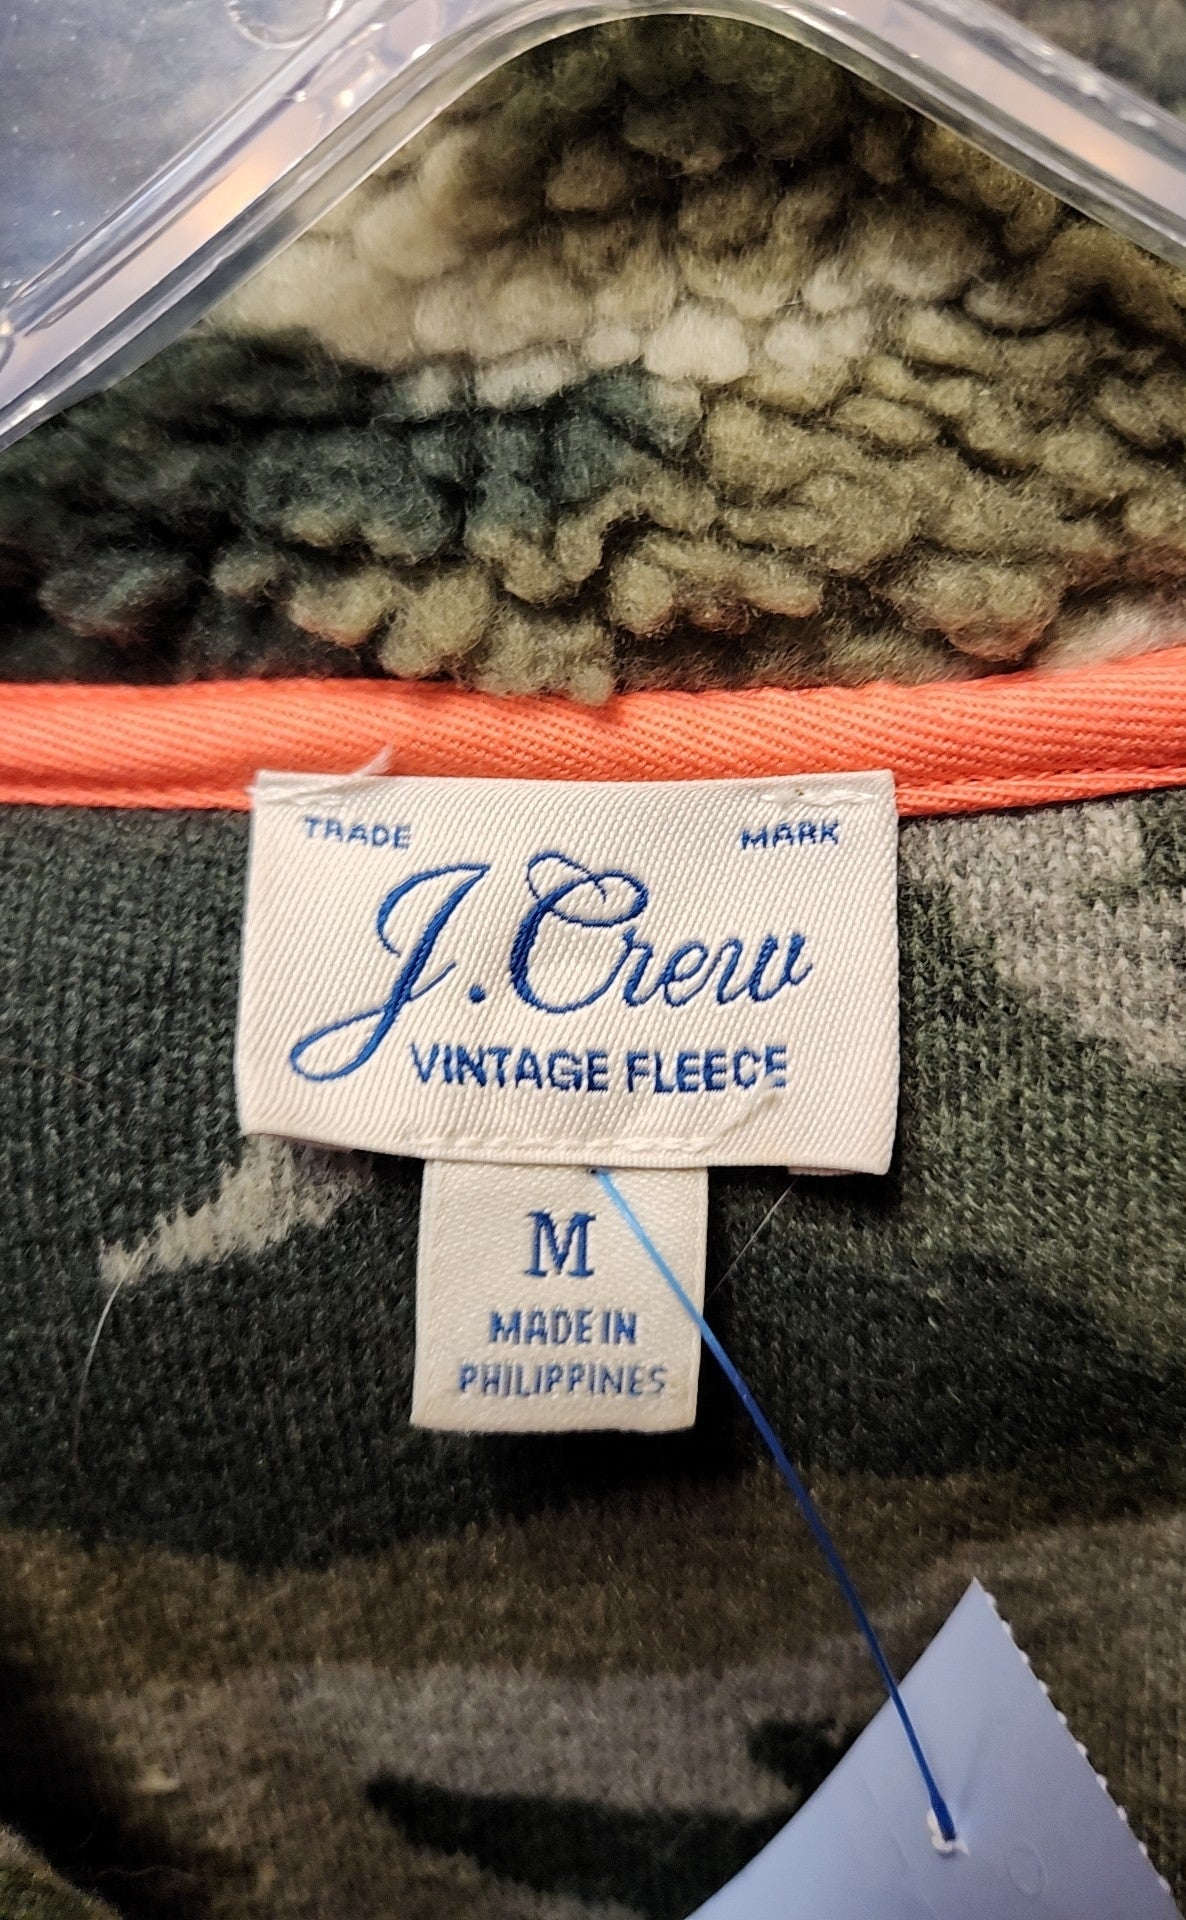 TRADE MARK
J.Crew
VINTAGE FLEECE
M
MADE IN
PHILIPPINES